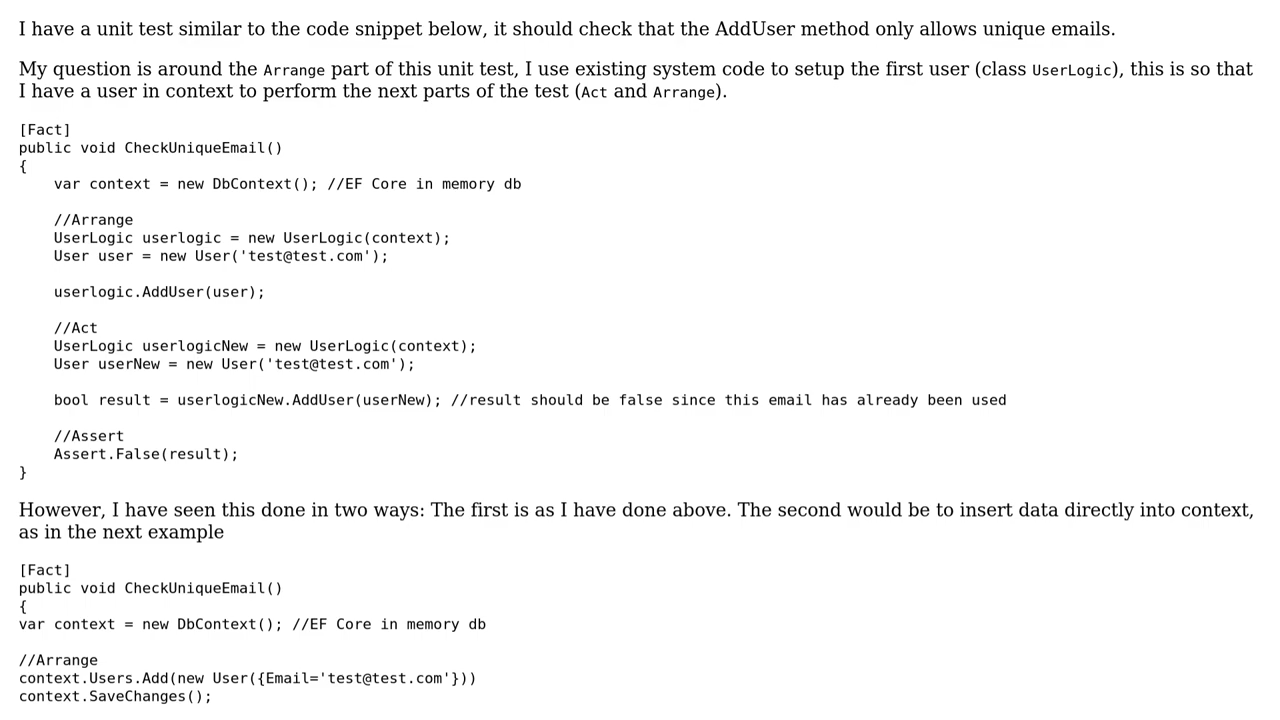 I have a unit test similar to the code snippet below, it should check that the AddUser method only allows unique emails.
My question is around the Arrange part of this unit test, I use existing system code to setup the first user (class UserLogic), this is so that
I have a user in context to perform the next parts of the test (Act and Arrange).
[Fact]
public void CheckUniqueEmail()
{
    var context = new DbContext(); //EF Core in memory db
    //Arrange
    UserLogic userlogic = new UserLogic(context);
    User user = new User('test@test.com');
    userlogic.AddUser(user);
    //Act
    UserLogic userlogicNew = new UserLogic(context);
    User userNew = new User('test@test.com');
    bool result = userlogicNew.AddUser(userNew); //result should be false since this email has already been used
    //Assert
    Assert.False(result);
}
However, I have seen this done in two ways: The first is as I have done above. The second would be to insert data directly into context,
as in the next example
[Fact]
public void CheckUniqueEmail()
{
var context = new DbContext(); //EF Core in memory db
//Arrange
context.Users.Add(new User({Email='test@test.com'}))
context.SaveChanges();